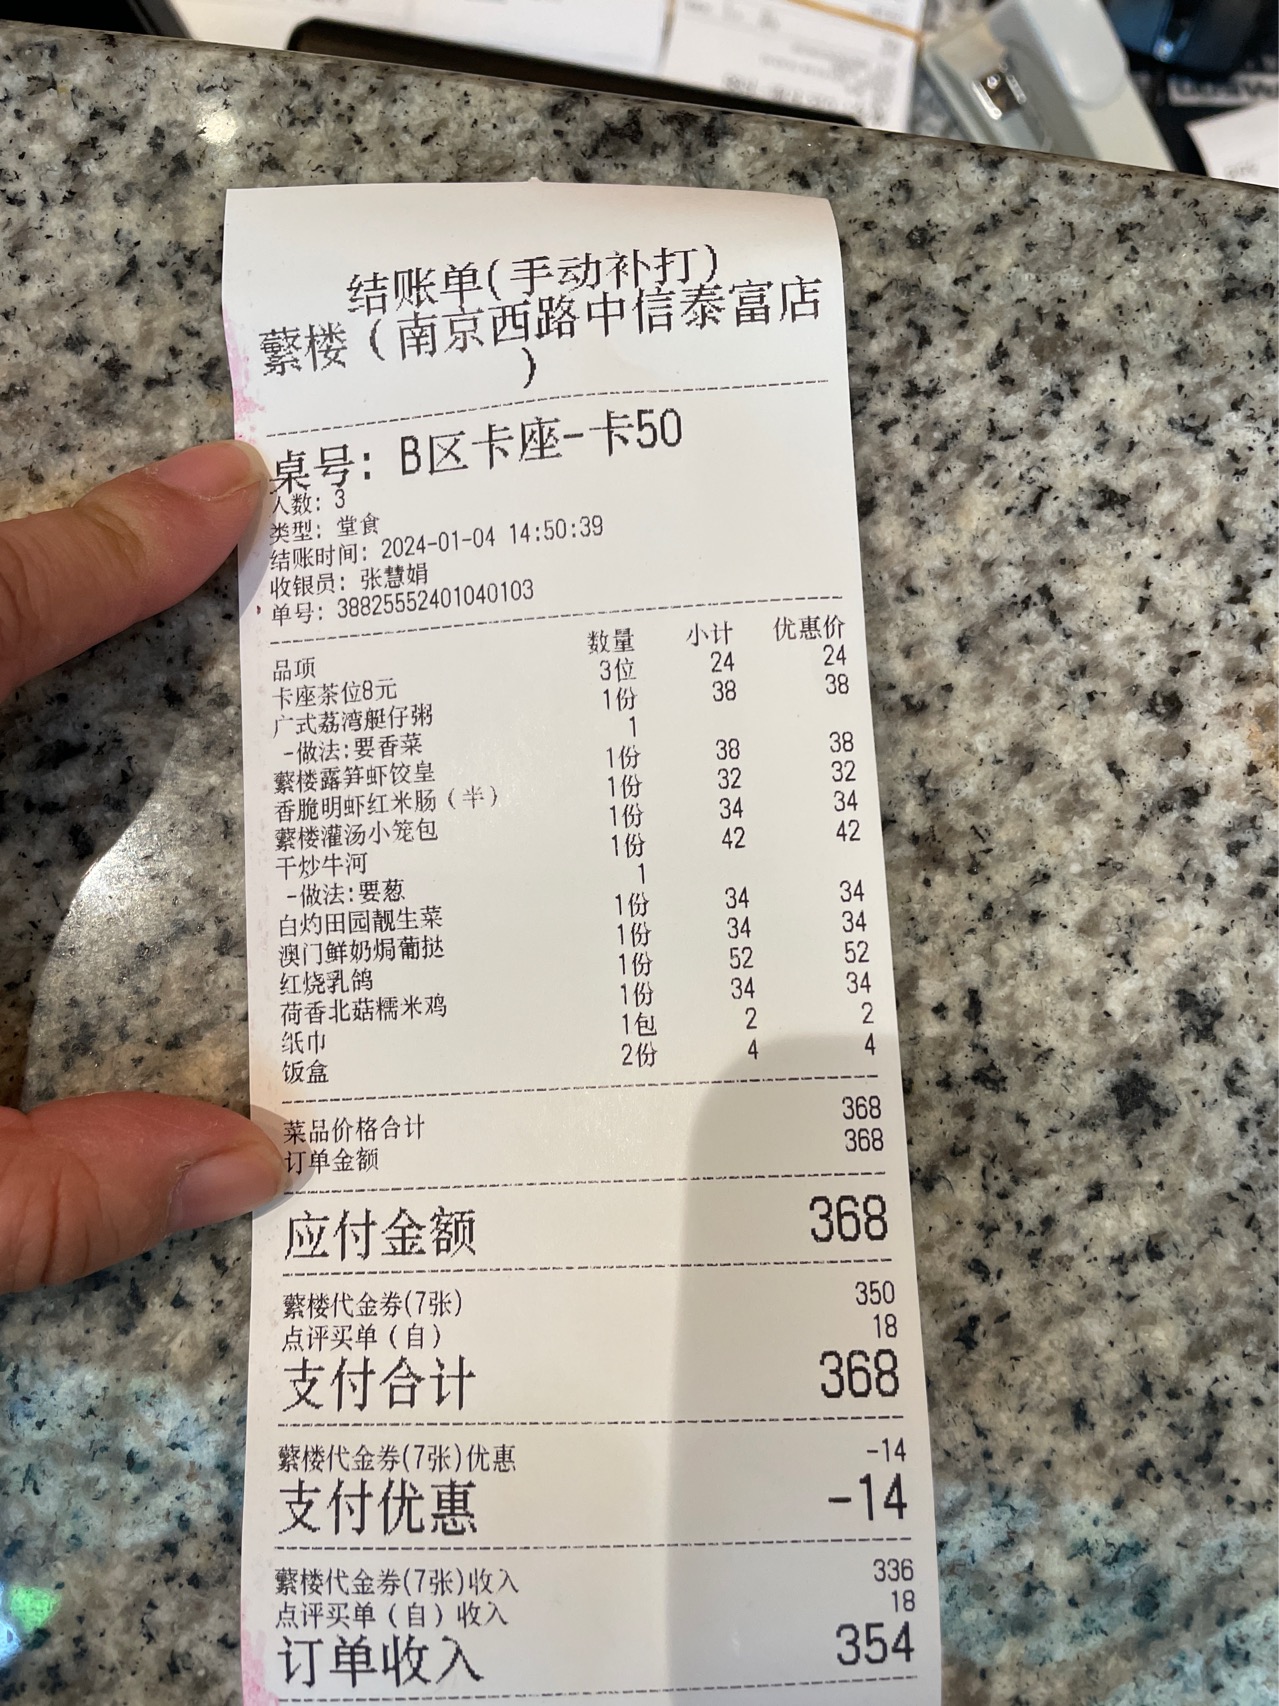 结账单(手动补打)
蘩楼（南京西路中信泰富店
）
桌号: B区卡座-卡50
人数: 3
类型: 堂食
结账时间: 2024-01-04 14:50:39
收银员: 张慧娟
单号: 38825552401040103
品项 数量 小计 优惠价
卡座茶位8元 3位 24 24
广式荔湾艇仔粥 1份 38 38
-做法:要香菜 1
蘩楼露笋虾饺皇 1份 38 38
香脆明虾红米肠（半） 1份 32 32
蘩楼灌汤小笼包 1份 34 34
干炒牛河 1份 42 42
-做法:要葱 1
白灼田园靓生菜 1份 34 34
澳门鲜奶焗葡挞 1份 34 34
红烧乳鸽 1份 52 52
荷香北菇糯米鸡 1份 34 34
纸巾 1包 2 2
饭盒 2份 4 4
菜品价格合计 368
订单金额 368
应付金额 368
蘩楼代金券(7张) 350
点评买单（自） 18
支付合计 368
蘩楼代金券(7张)优惠 -14
支付优惠 -14
蘩楼代金券(7张)收入 336
点评买单（自）收入 18
订单收入 354